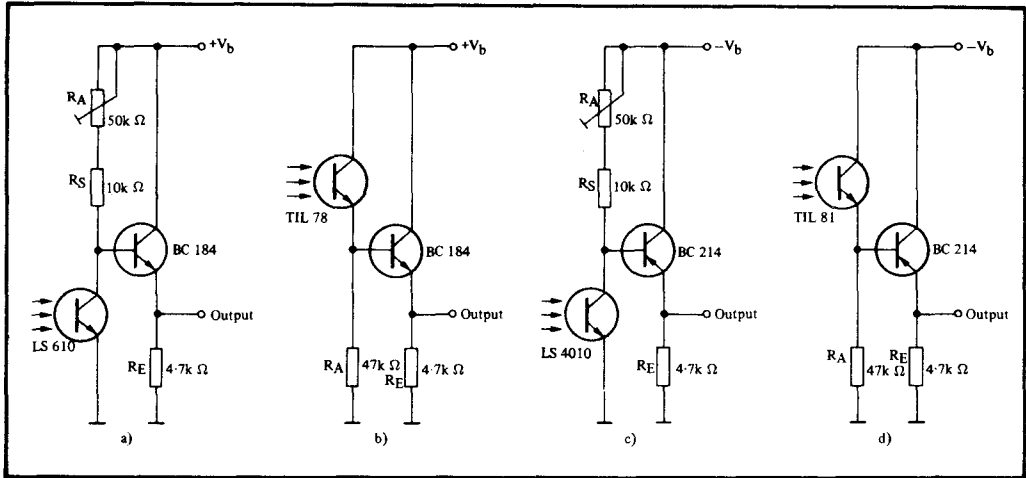 +Vb
RA
50k Ω
RS
10k Ω
BC 184
LS 610
Output
RE
4·7k Ω
a)
+Vb
TIL 78
BC 184
Output
RA
47k Ω
RE
4·7k Ω
b)
−Vb
RA
50k Ω
RS
10k Ω
BC 214
LS 4010
Output
RE
4·7k Ω
c)
−Vb
TIL 81
BC 214
Output
RA
47k Ω
RE
4·7k Ω
d)